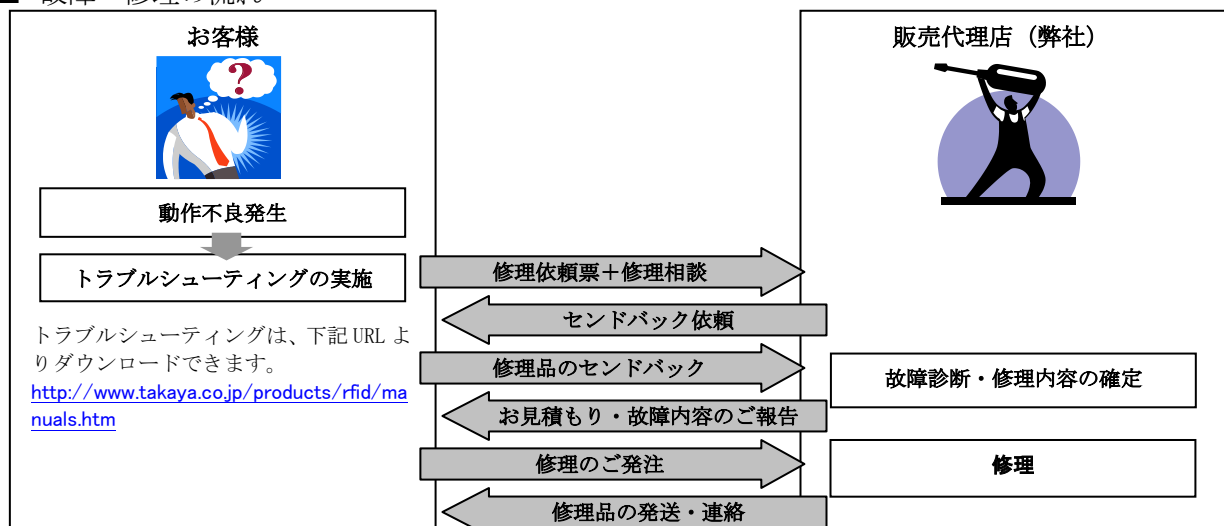 ■ 故障・修理の流れ
お客様
販売代理店（弊社）
?
動作不良発生
トラブルシューティングの実施
トラブルシューティングは、下記 URL よ
りダウンロードできます。
http://www.takaya.co.jp/products/rfid/ma
nuals.htm
修理依頼票＋修理相談
センドバック依頼
修理品のセンドバック
故障診断・修理内容の確定
お見積もり・故障内容のご報告
修理のご発注
修理
修理品の発送・連絡